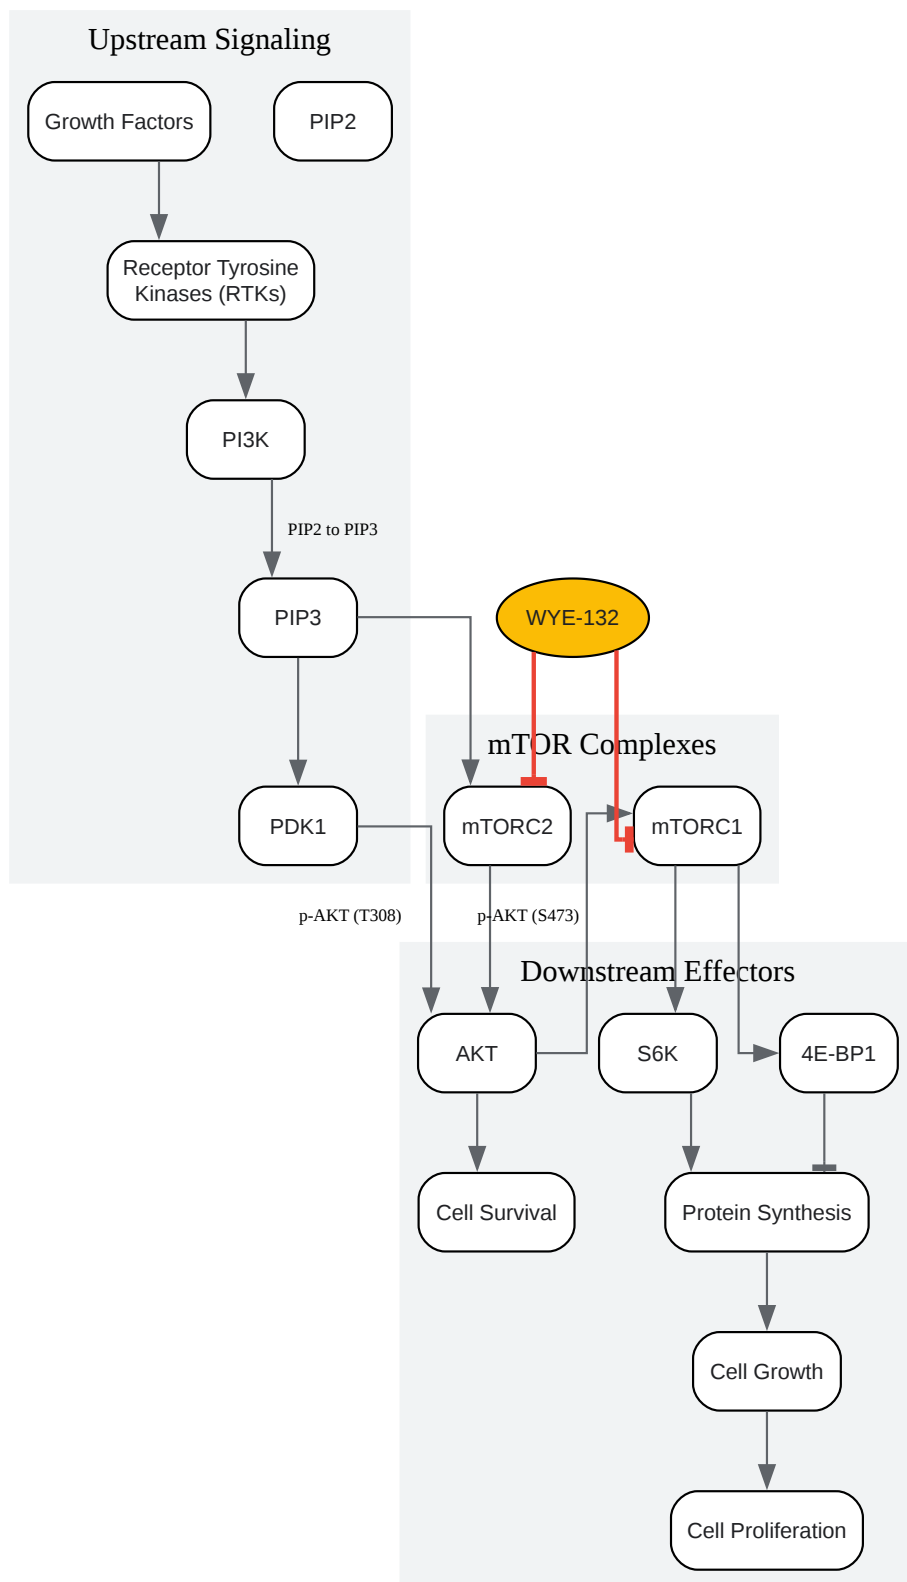 Upstream Signaling
Growth Factors
PIP2
Receptor Tyrosine
Kinases (RTKs)
PI3K
PIP2 to PIP3
PIP3
WYE-132
mTOR Complexes
PDK1
mTORC2
mTORC1
p-AKT (T308)
p-AKT (S473)
Downstream Effectors
AKT
S6K
4E-BP1
Cell Survival
Protein Synthesis
Cell Growth
Cell Proliferation